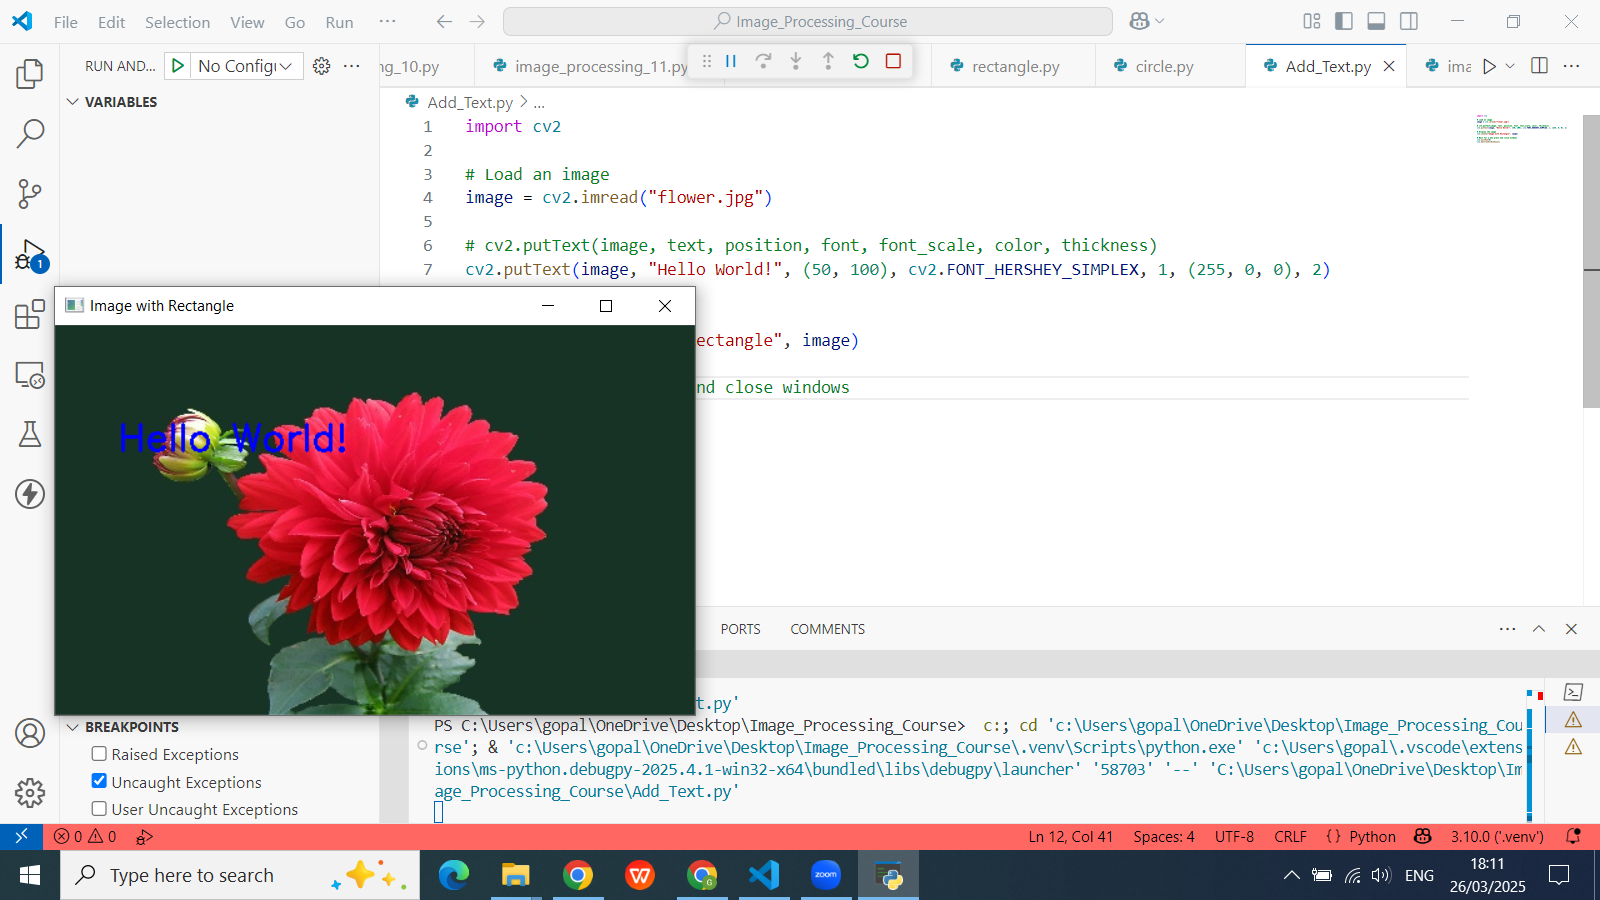 File Edit Selection View Go Run ···
Image_Processing_Course
RUN AND... No Configu ···
ng_10.py image_processing_11.py rectangle.py circle.py Add_Text.py ima ···
VARIABLES
Add_Text.py > ...
1 import cv2
2
3 # Load an image
4 image = cv2.imread("flower.jpg")
5
6 # cv2.putText(image, text, position, font, font_scale, color, thickness)
7 cv2.putText(image, "Hello World!", (50, 100), cv2.FONT_HERSHEY_SIMPLEX, 1, (255, 0, 0), 2)
Image with Rectangle
ectangle", image)
nd close windows
Hello World!
1
PORTS COMMENTS ···
t.py'
PS C:\Users\gopal\OneDrive\Desktop\Image_Processing_Course> c:; cd 'c:\Users\gopal\OneDrive\Desktop\Image_Processing_Cou
rse'; & 'c:\Users\gopal\OneDrive\Desktop\Image_Processing_Course\.venv\Scripts\python.exe' 'c:\Users\gopal\.vscode\extens
ions\ms-python.debugpy-2025.4.1-win32-x64\bundled\libs\debugpy\launcher' '58703' '--' 'C:\Users\gopal\OneDrive\Desktop\Im
age_Processing_Course\Add_Text.py'
BREAKPOINTS
Raised Exceptions
Uncaught Exceptions
User Uncaught Exceptions
0 0 Ln 12, Col 41 Spaces: 4 UTF-8 CRLF {} Python 3.10.0 ('.venv')
Type here to search zoom ENG 18:11
26/03/2025